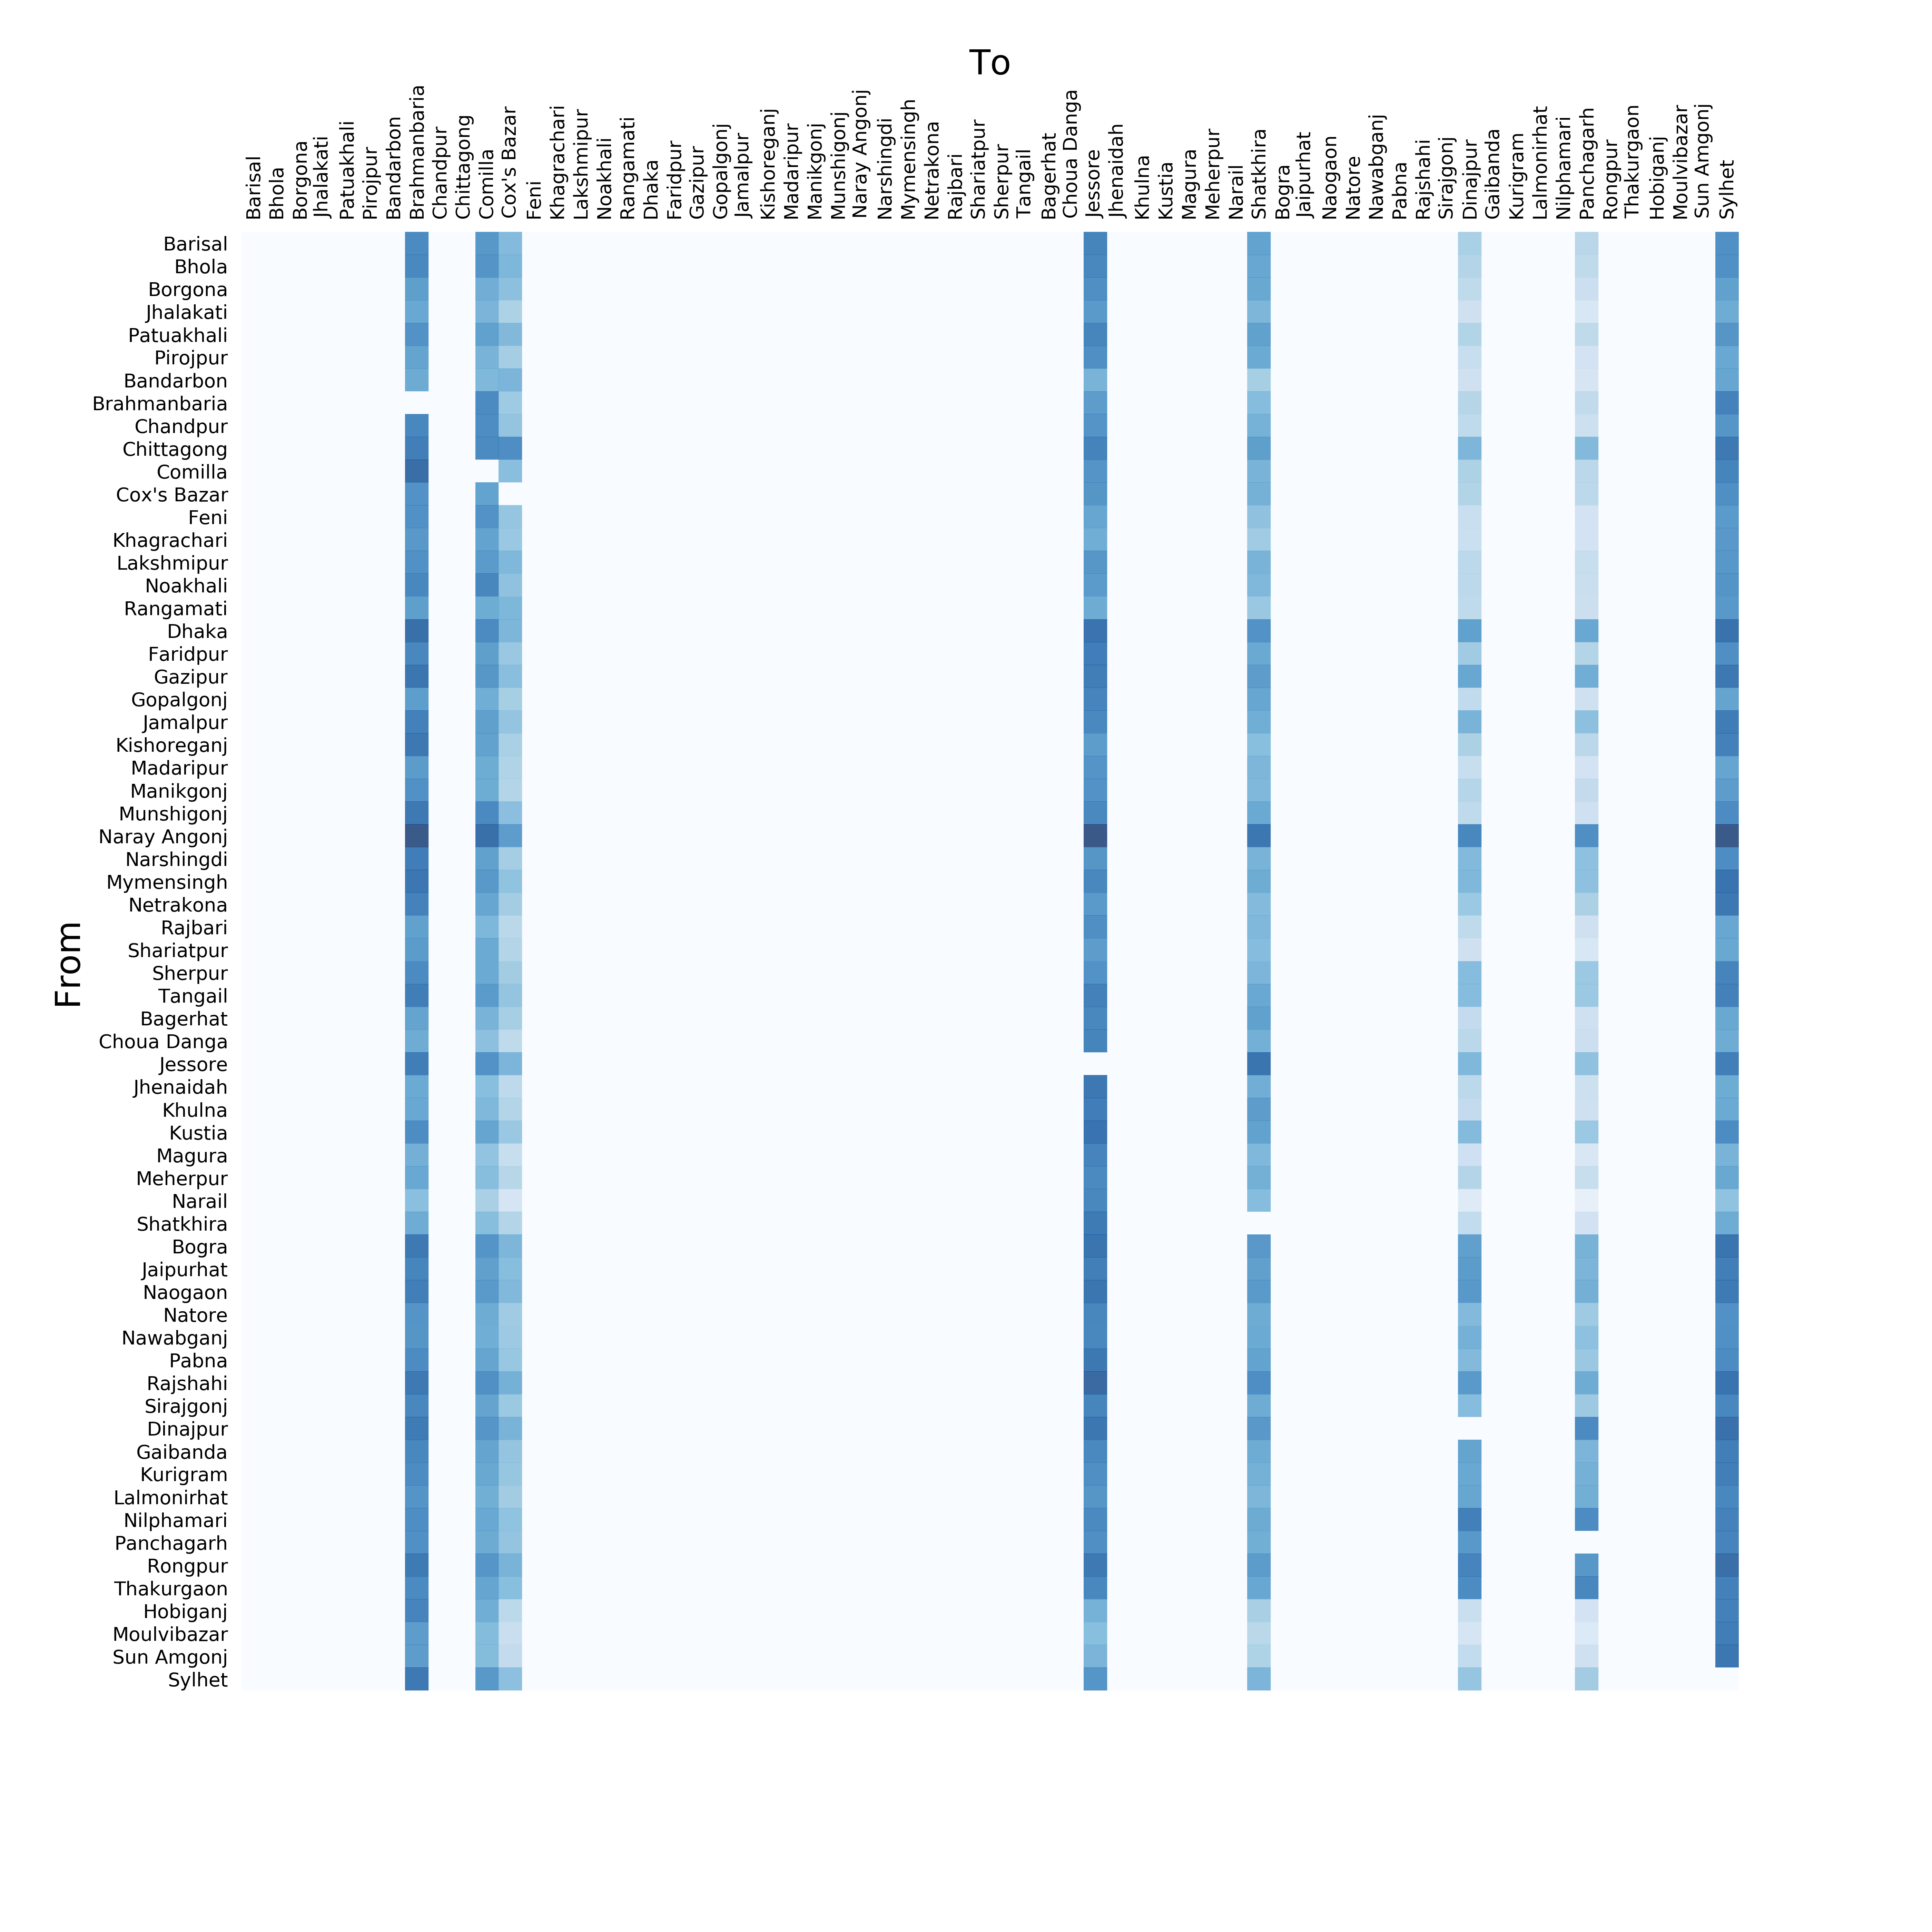 To
Barisal
Bhola
Borgona
Jhalakati
Patuakhali
Pirojpur
Bandarbon
Brahmanbaria
Chandpur
Chittagong
Comilla
Cox's Bazar
Feni
Khagrachari
Lakshmipur
Noakhali
Rangamati
Dhaka
Faridpur
Gazipur
Gopalgonj
Jamalpur
Kishoreganj
Madaripur
Manikgonj
Munshigonj
Naray Angonj
Narshingdi
Mymensingh
Netrakona
Rajbari
Shariatpur
Sherpur
Tangail
Bagerhat
Choua Danga
Jessore
Jhenaidah
Khulna
Kustia
Magura
Meherpur
Narail
Shatkhira
Bogra
Jaipurhat
Naogaon
Natore
Nawabganj
Pabna
Rajshahi
Sirajgonj
Dinajpur
Gaibanda
Kurigram
Lalmonirhat
Nilphamari
Panchagarh
Rongpur
Thakurgaon
Hobiganj
Moulvibazar
Sun Amgonj
Sylhet
From
Barisal
Bhola
Borgona
Jhalakati
Patuakhali
Pirojpur
Bandarbon
Brahmanbaria
Chandpur
Chittagong
Comilla
Cox's Bazar
Feni
Khagrachari
Lakshmipur
Noakhali
Rangamati
Dhaka
Faridpur
Gazipur
Gopalgonj
Jamalpur
Kishoreganj
Madaripur
Manikgonj
Munshigonj
Naray Angonj
Narshingdi
Mymensingh
Netrakona
Rajbari
Shariatpur
Sherpur
Tangail
Bagerhat
Choua Danga
Jessore
Jhenaidah
Khulna
Kustia
Magura
Meherpur
Narail
Shatkhira
Bogra
Jaipurhat
Naogaon
Natore
Nawabganj
Pabna
Rajshahi
Sirajgonj
Dinajpur
Gaibanda
Kurigram
Lalmonirhat
Nilphamari
Panchagarh
Rongpur
Thakurgaon
Hobiganj
Moulvibazar
Sun Amgonj
Sylhet